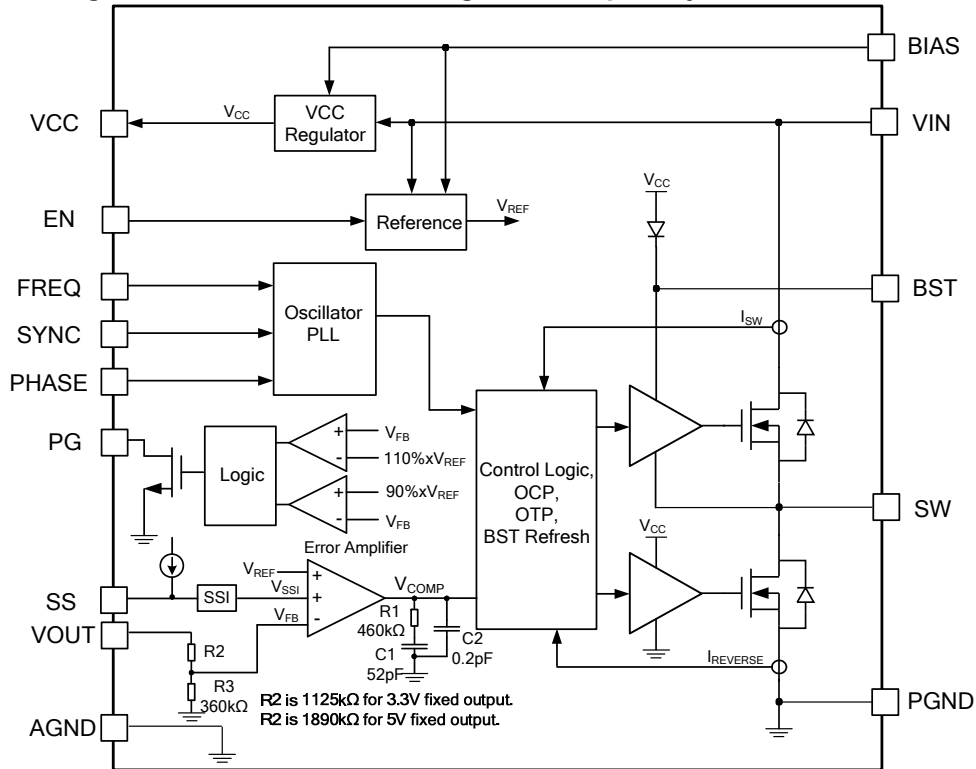 BIAS
VCC
VCC
VCC
Regulator
VIN
EN
Reference
VREF
VCC
FREQ
SYNC
PHASE
Oscillator
PLL
BST
ISW
PG
Logic
+
-
VFB
110%xVREF
+
-
90%xVREF
VFB
Control Logic,
OCP,
OTP,
BST Refresh
SW
Error Amplifier
VCC
SS
SSI
VREF
VSSI
VFB
+
+
-
VCOMP
R1
460kΩ
C1
52pF
C2
0.2pF
VOUT
R2
R3
360kΩ
IREVERSE
R2 is 1125kΩ for 3.3V fixed output.
R2 is 1890kΩ for 5V fixed output.
AGND
PGND